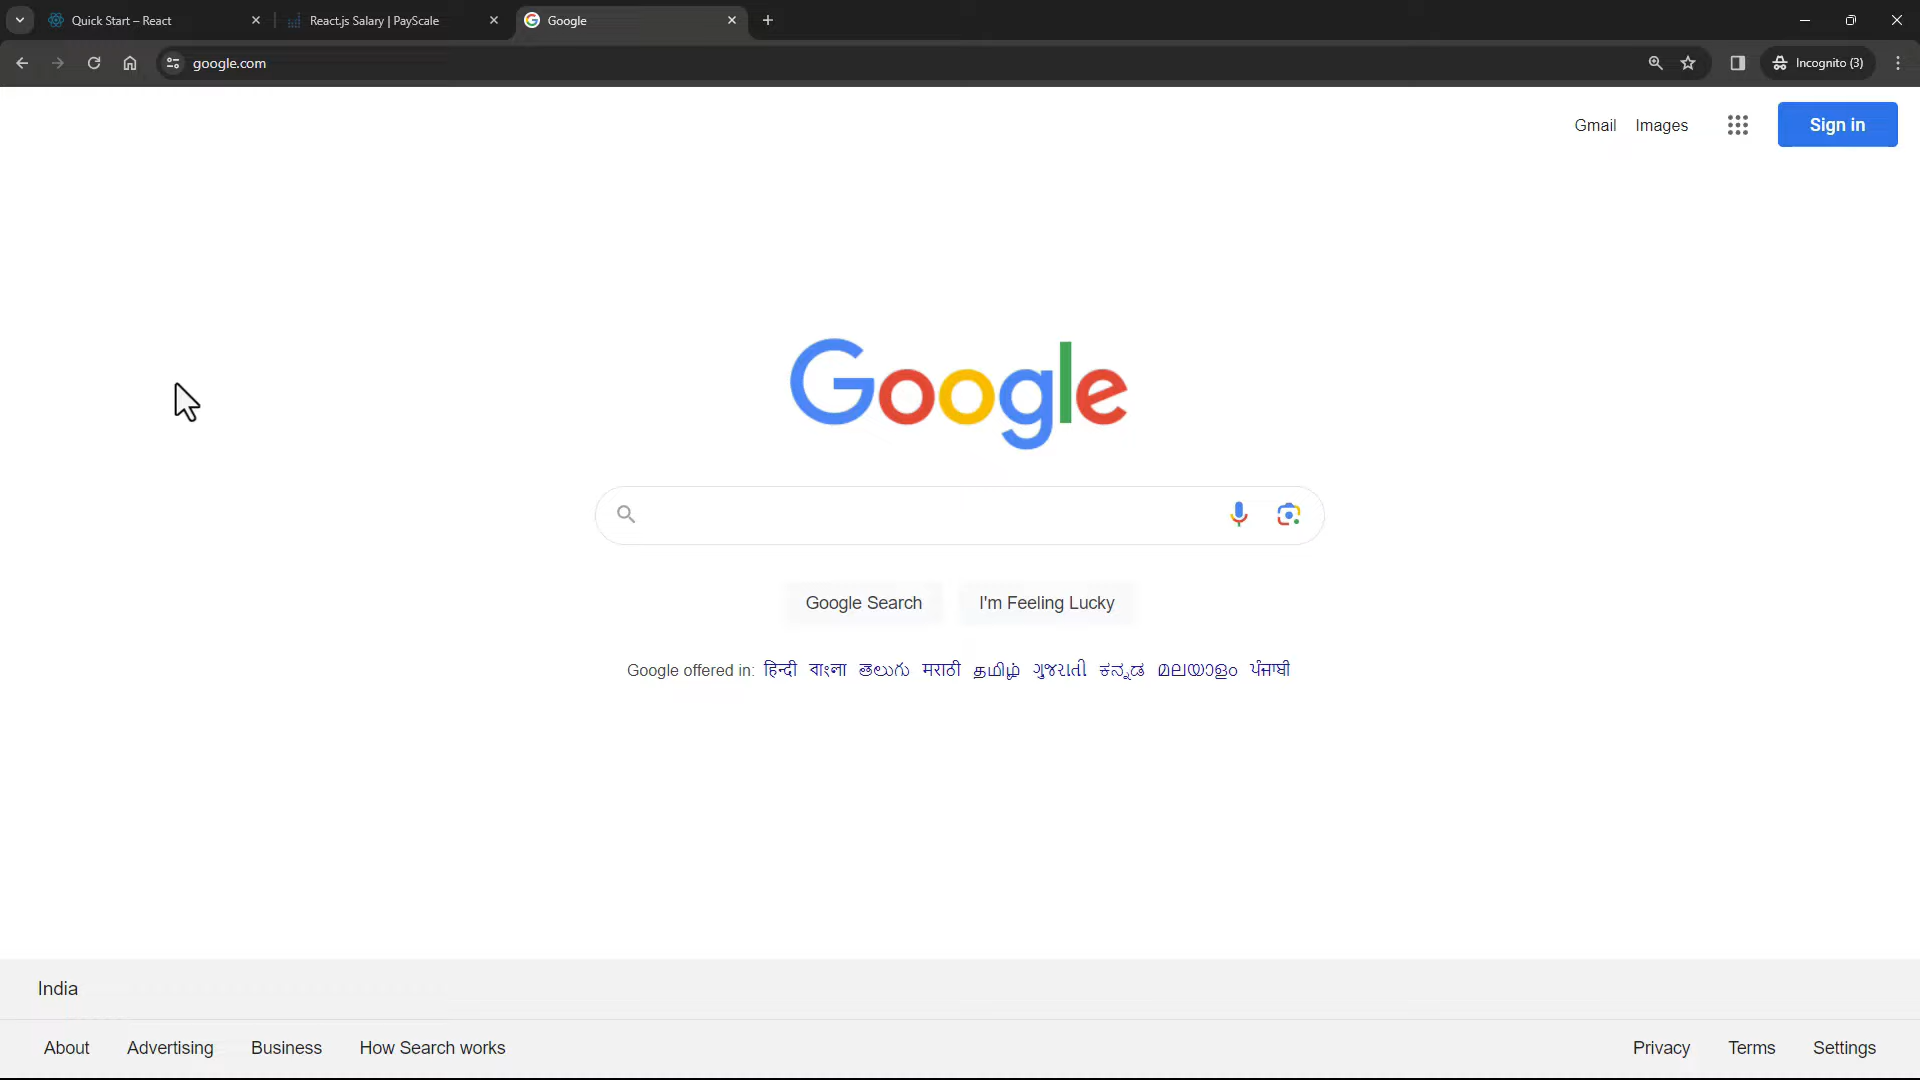 Quick Start – React
React.js Salary | PayScale
Google
google.com
Incognito (3)
Gmail Images
Sign in
Google
Google Search I'm Feeling Lucky
Google offered in: हिन्दी বাংলা తెలుగు मराठी தமிழ் ગુજરાતી ಕನ್ನಡ മലയാളം ਪੰਜਾਬੀ
India
About Advertising Business How Search works Privacy Terms Settings